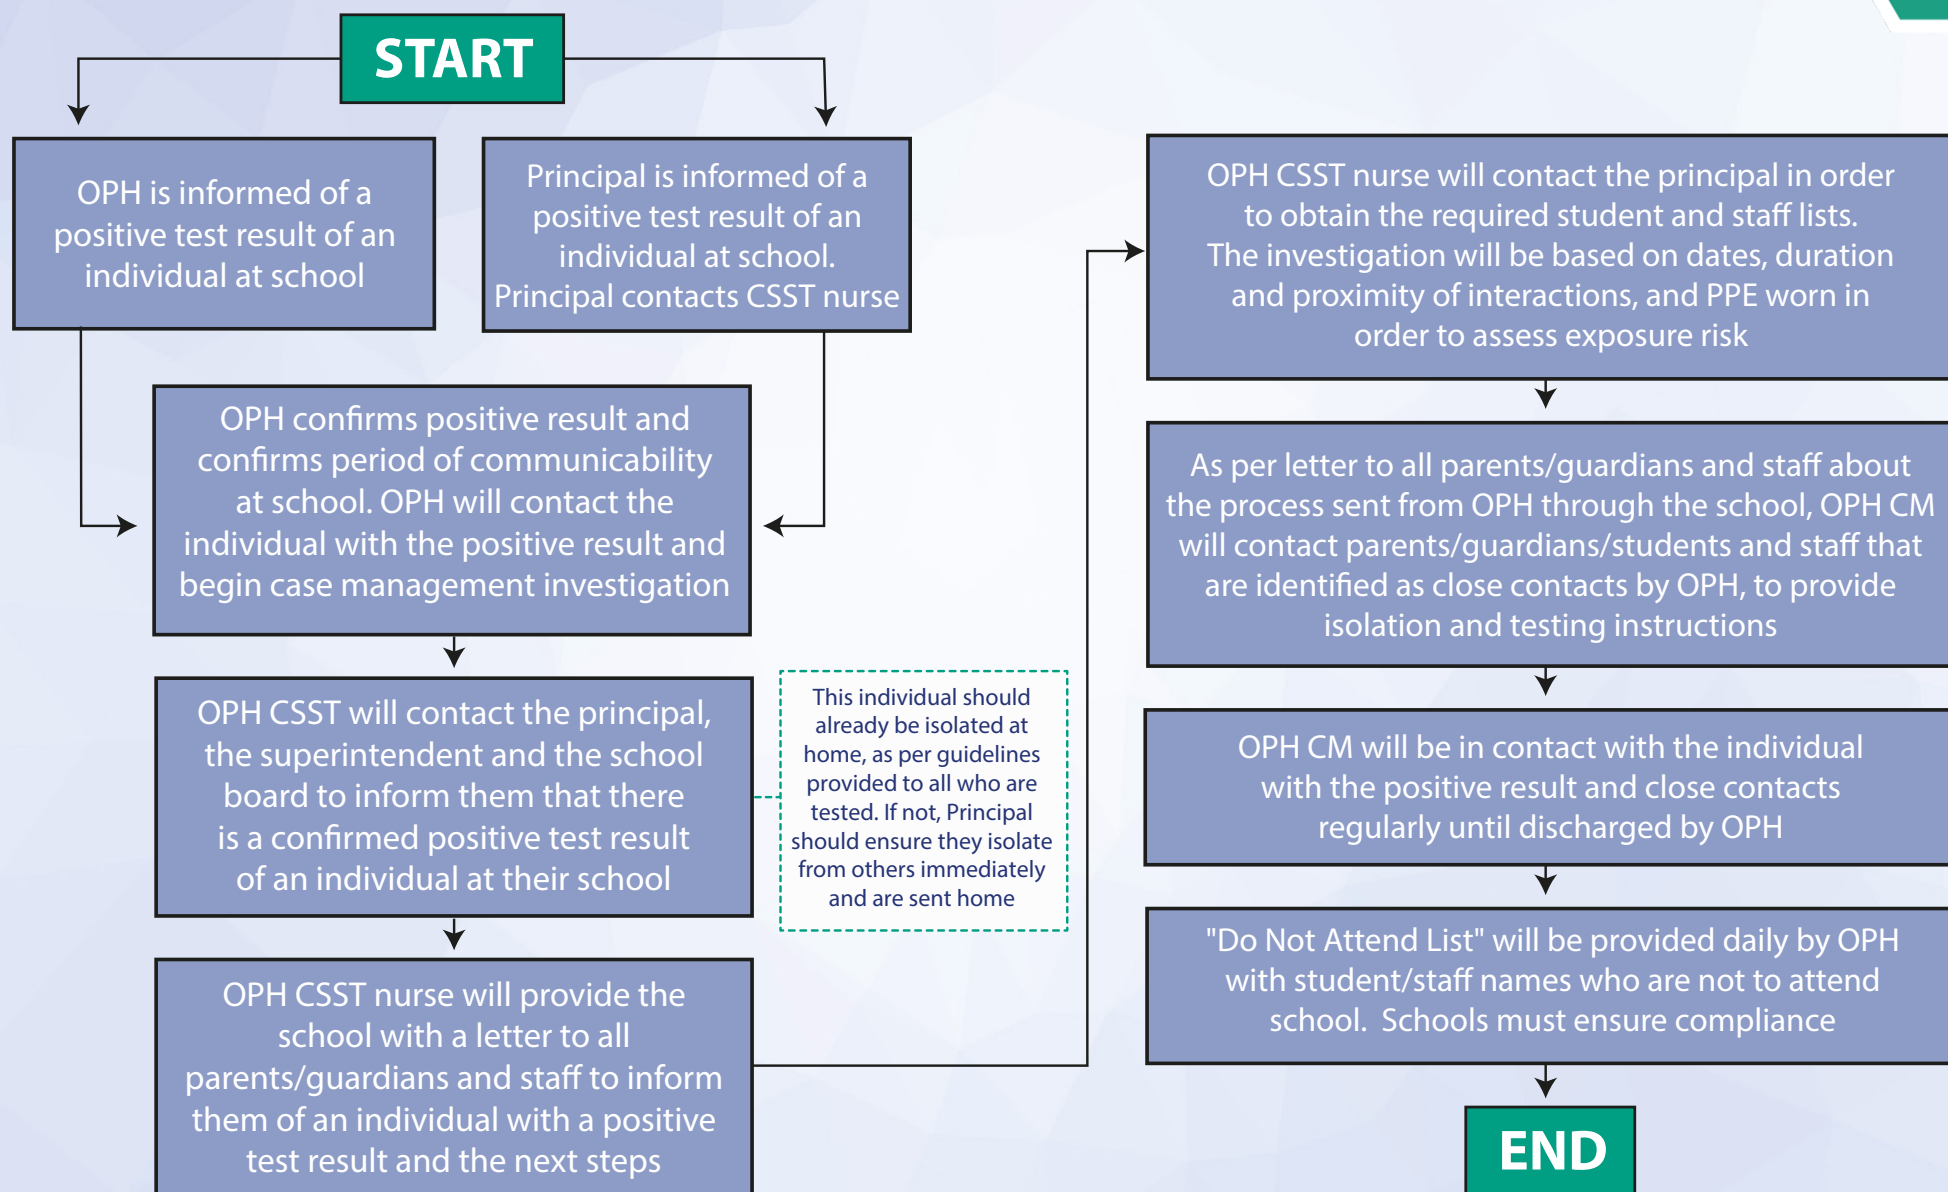 START
OPH is informed of a
positive test result of an
individual at school
Principal is informed of a
positive test result of an
individual at school.
Principal contacts CSST nurse
OPH confirms positive result and
confirms period of communicability
at school. OPH will contact the
individual with the positive result and
begin case management investigation
OPH CSST will contact the principal,
the superintendent and the school
board to inform them that there
is a confirmed positive test result
of an individual at their school
This individual should
already be isolated at
home, as per guidelines
provided to all who are
tested. If not, Principal
should ensure they isolate
from others immediately
and are sent home
OPH CSST nurse will provide the
school with a letter to all
parents/guardians and staff to inform
them of an individual with a positive
test result and the next steps
OPH CSST nurse will contact the principal in order
to obtain the required student and staff lists.
The investigation will be based on dates, duration
and proximity of interactions, and PPE worn in
order to assess exposure risk
As per letter to all parents/guardians and staff about
the process sent from OPH through the school, OPH CM
will contact parents/guardians/students and staff that
are identified as close contacts by OPH, to provide
isolation and testing instructions
OPH CM will be in contact with the individual
with the positive result and close contacts
regularly until discharged by OPH
"Do Not Attend List" will be provided daily by OPH
with student/staff names who are not to attend
school.  Schools must ensure compliance
END